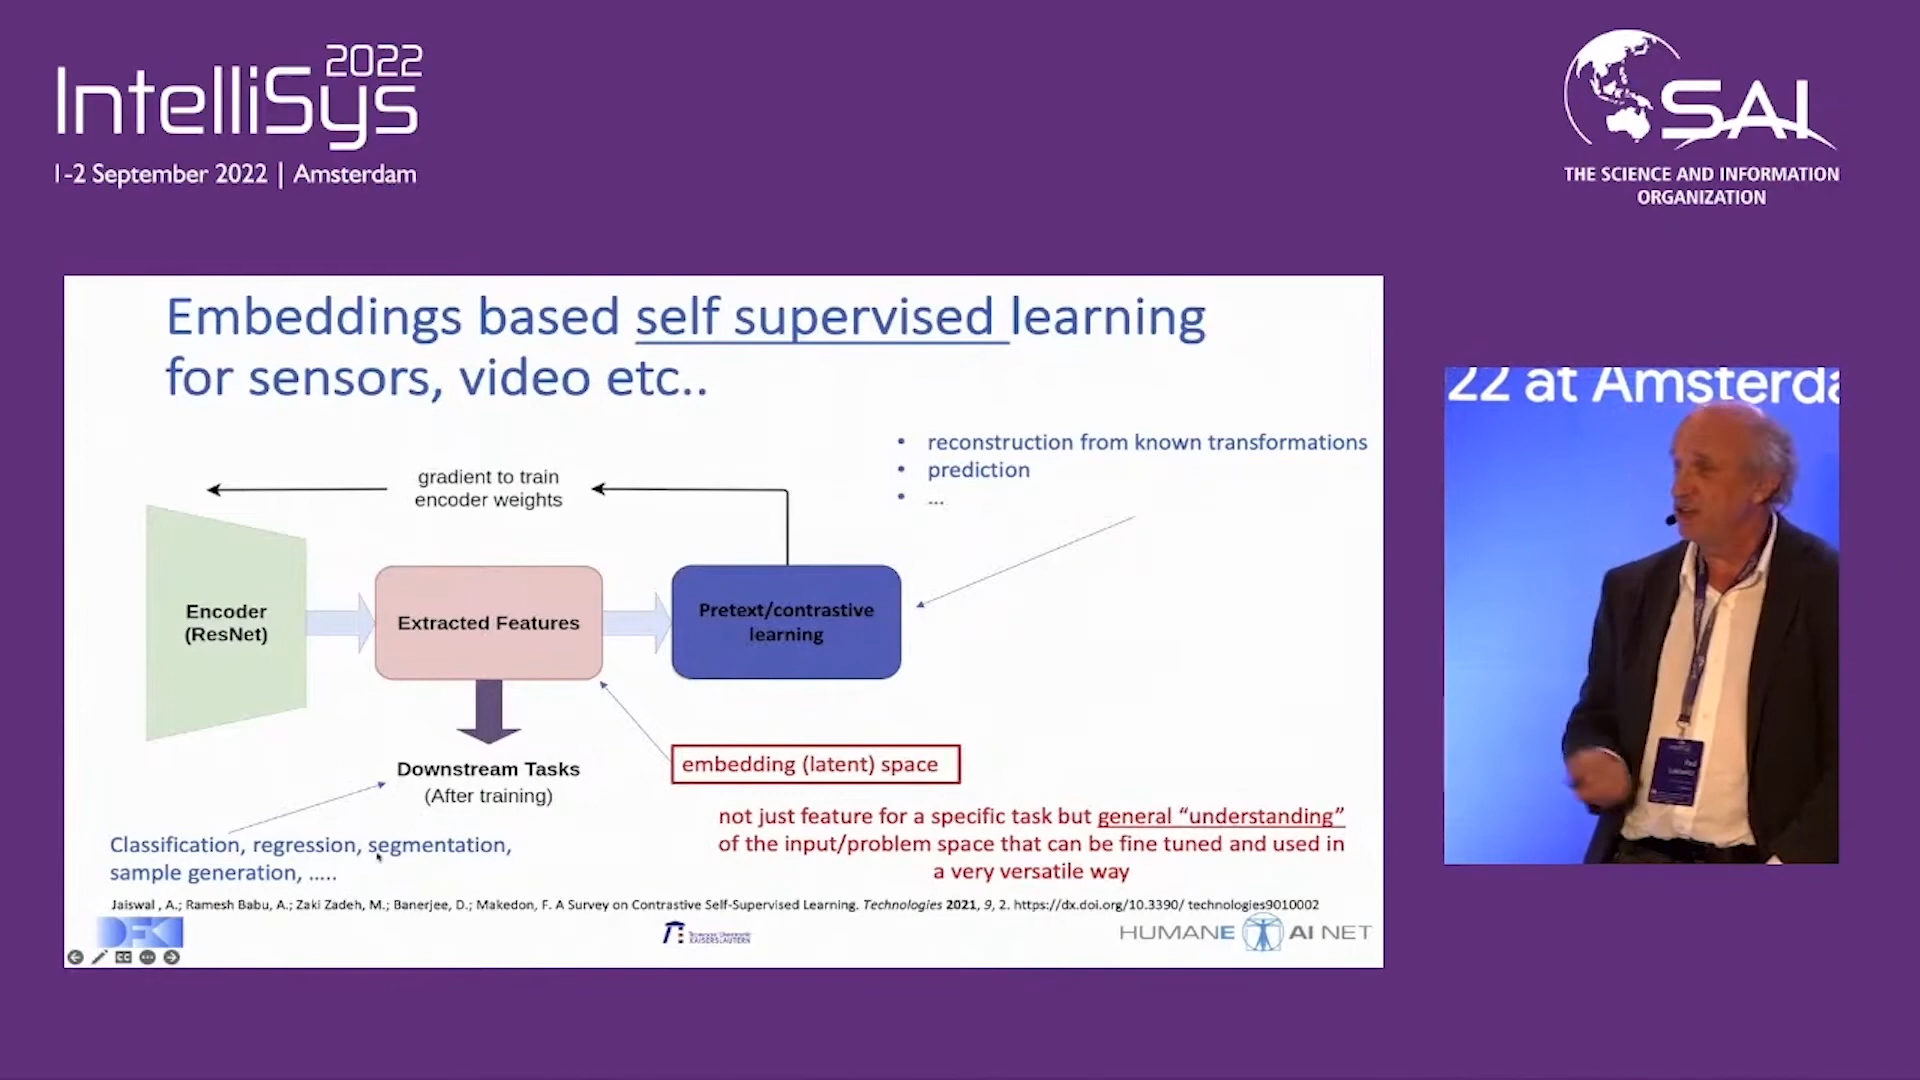 IntelliSys 2022
1-2 September 2022 | Amsterdam
SAI
THE SCIENCE AND INFORMATION
ORGANIZATION
Embeddings based self supervised learning
for sensors, video etc..
reconstruction from known transformations
prediction
...
gradient to train
encoder weights
Encoder
(ResNet)
Extracted Features
Pretext/contrastive
learning
Downstream Tasks
(After training)
embedding (latent) space
Classification, regression, segmentation,
sample generation, .....
not just feature for a specific task but general “understanding”
of the input/problem space that can be fine tuned and used in
a very versatile way
Jaiswal , A.; Ramesh Babu, A.; Zaki Zadeh, M.; Banerjee, D.; Makedon, F. A Survey on Contrastive Self-Supervised Learning. Technologies 2021, 9, 2. https://dx.doi.org/10.3390/ technologies9010002
DFKI
KAISERSLAUTERN
HUMANE AI NET
22 at Amsterda